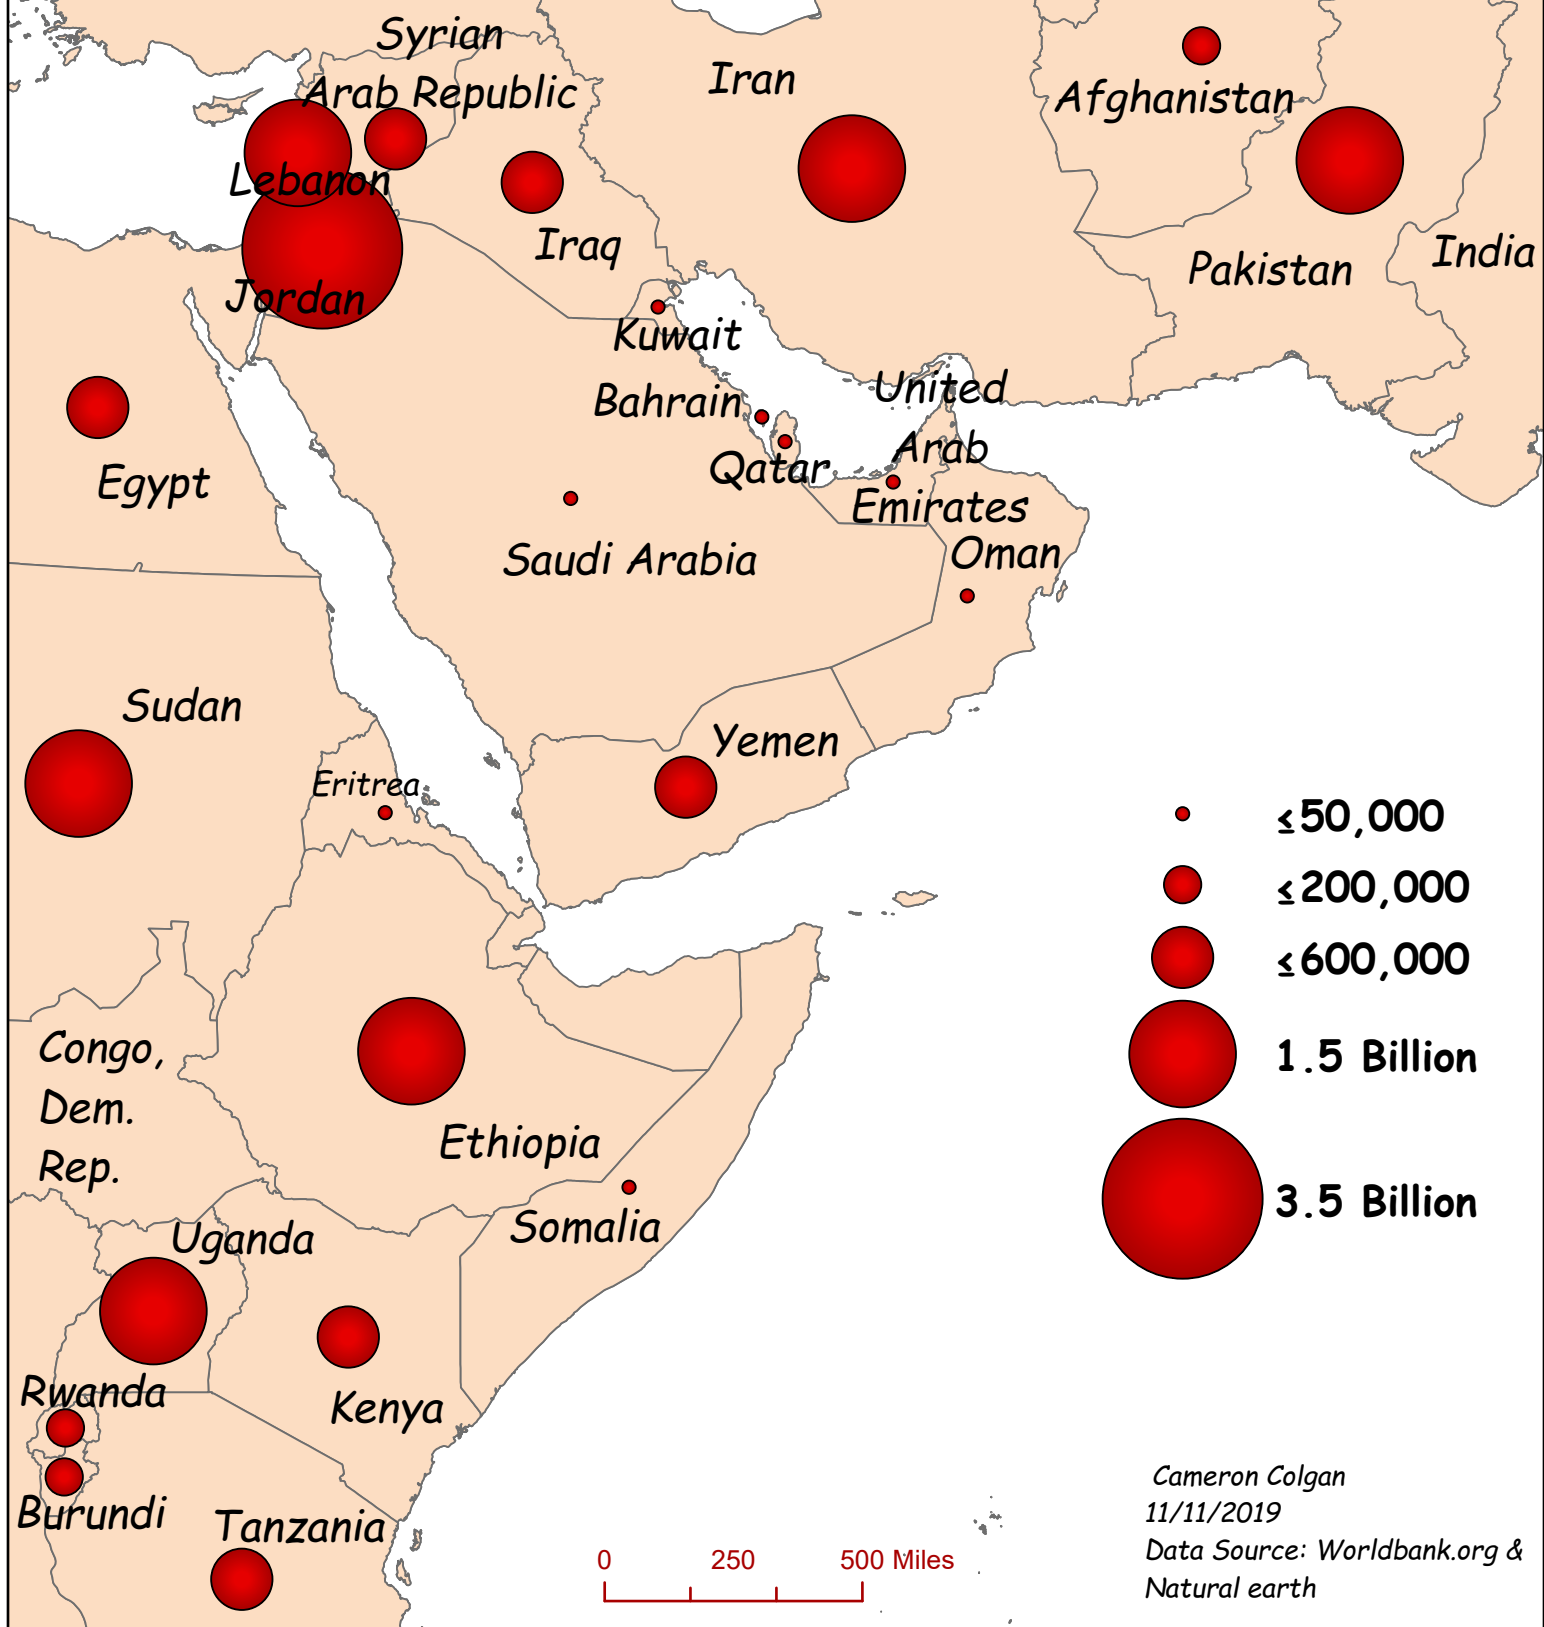 Syrian
Arab Republic
Iran
Afghanistan
Lebanon
Iraq
Pakistan
India
Jordan
Kuwait
Bahrain
United
Arab
Emirates
Qatar
Egypt
Saudi Arabia
Oman
Sudan
Yemen
Eritrea
≤50,000
≤200,000
≤600,000
1.5 Billion
3.5 Billion
Congo,
Dem.
Rep.
Ethiopia
Somalia
Uganda
Rwanda
Kenya
Burundi
Tanzania
0 250 500 Miles
Cameron Colgan
11/11/2019
Data Source: Worldbank.org &
Natural earth